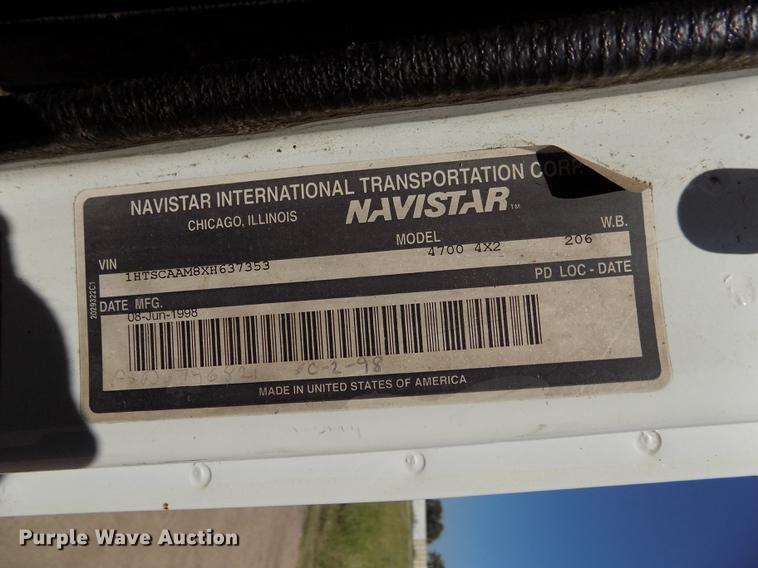 NAVISTAR INTERNATIONAL TRANSPORTATION CORP.
CHICAGO, ILLINOIS NAVISTAR™
VIN MODEL W.B.
1HTSCAAM8XH637353 4700 4X2 206
DATE MFG. PD LOC - DATE
08-Jun-1998
2029322C1
MADE IN UNITED STATES OF AMERICA
Purple Wave Auction